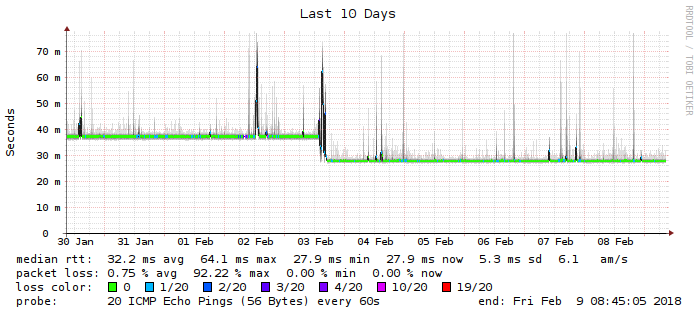 Last 10 Days
RRDTOOL / TOBI OETIKER
Seconds
70 m
60 m
50 m
40 m
30 m
20 m
10 m
0
30 Jan 31 Jan 01 Feb 02 Feb 03 Feb 04 Feb 05 Feb 06 Feb 07 Feb 08 Feb
median rtt: 32.2 ms avg 64.1 ms max 27.9 ms min 27.9 ms now 5.3 ms sd 6.1 am/s
packet loss: 0.75 % avg 92.22 % max 0.00 % min 0.00 % now
loss color: 0 1/20 2/20 3/20 4/20 10/20 19/20
probe: 20 ICMP Echo Pings (56 Bytes) every 60s end: Fri Feb 9 08:45:05 2018